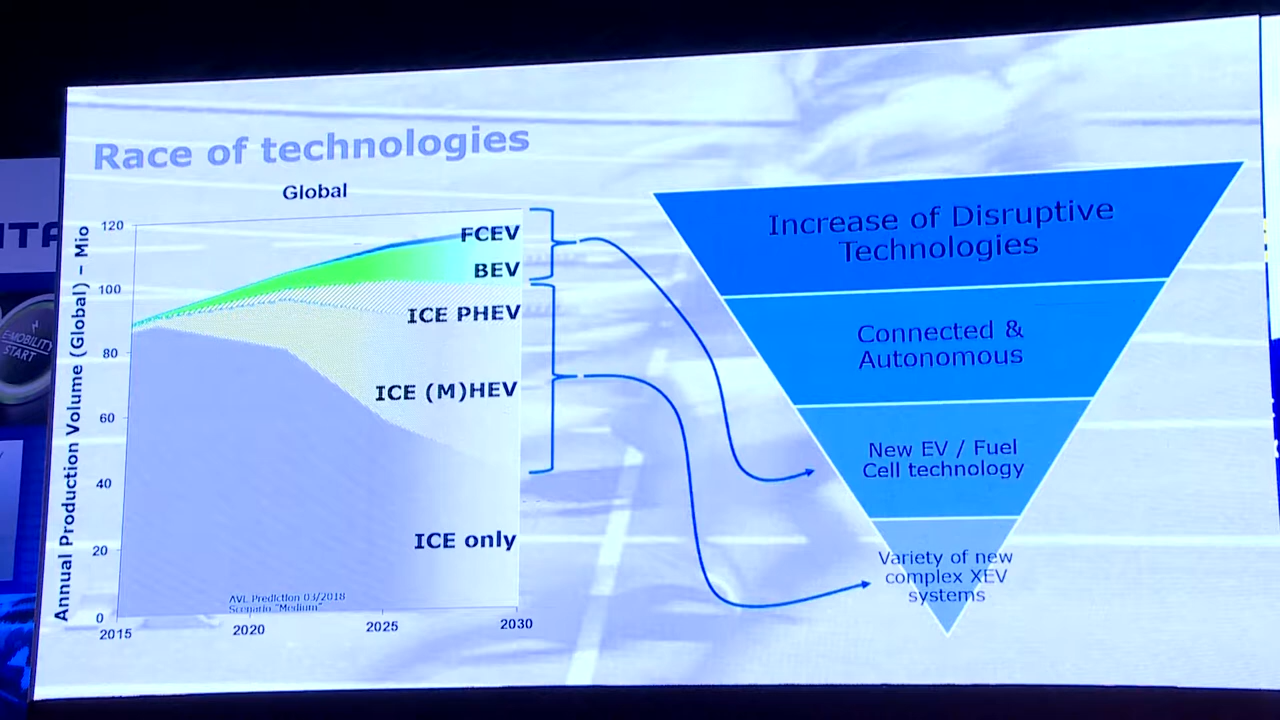 Race of technologies
Global
Annual Production Volume (Global) – Mio
120
100
80
60
40
20
0
2015
2020
2025
2030
FCEV
BEV
ICE PHEV
ICE (M)HEV
ICE only
AVL Prediction 03/2018
Scenario "Medium"
Increase of Disruptive
Technologies
Connected &
Autonomous
New EV / Fuel
Cell technology
Variety of new
complex XEV
systems
E-MOBILITY
START